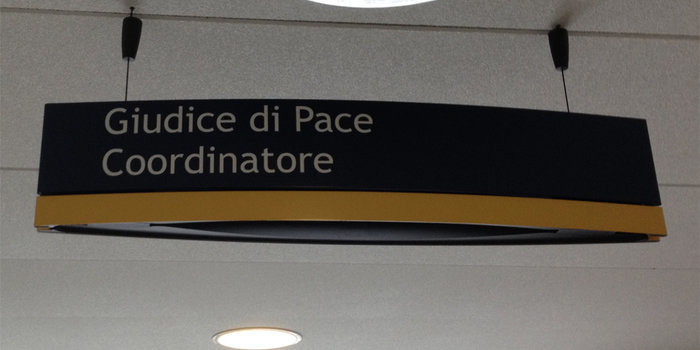 Giudice di Pace
Coordinatore